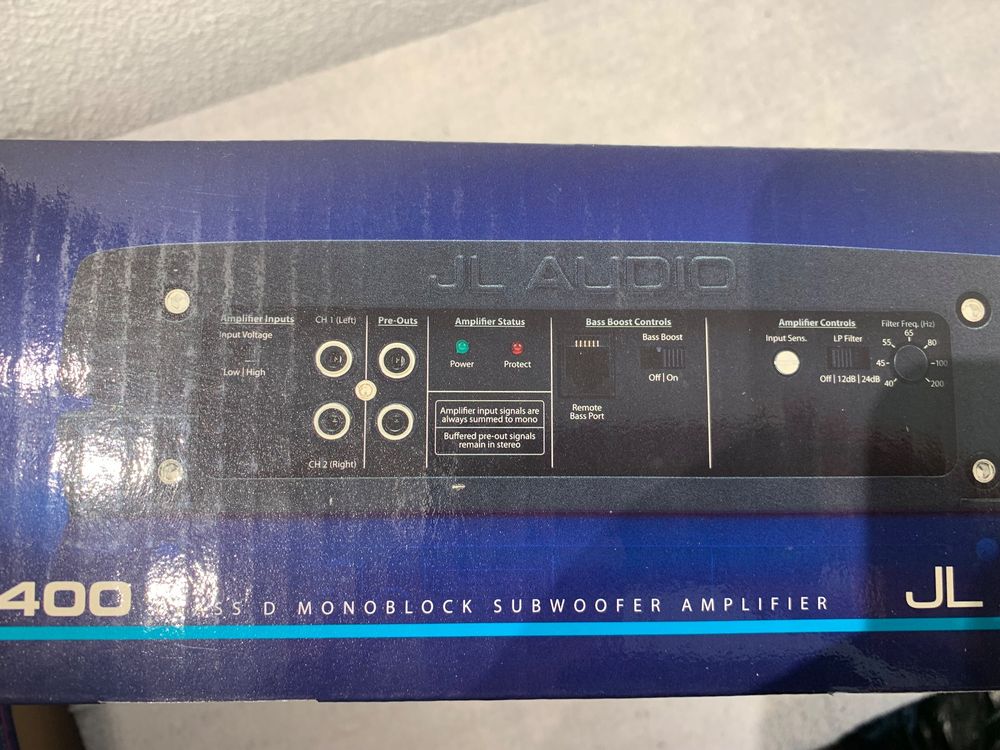 JL AUDIO
Amplifier Inputs
Input Voltage
Low | High
CH 1 (Left)
CH 2 (Right)
Pre-Outs
Amplifier Status
Power
Protect
Amplifier input signals are
always summed to mono
Buffered pre-out signals
remain in stereo
Bass Boost Controls
Remote
Bass Port
Bass Boost
Off | On
Amplifier Controls
Input Sens.
LP Filter
Off | 12dB | 24dB
Filter Freq. (Hz)
40
45
55
65
80
100
200
400
D MONOBLOCK SUBWOOFER AMPLIFIER
JL